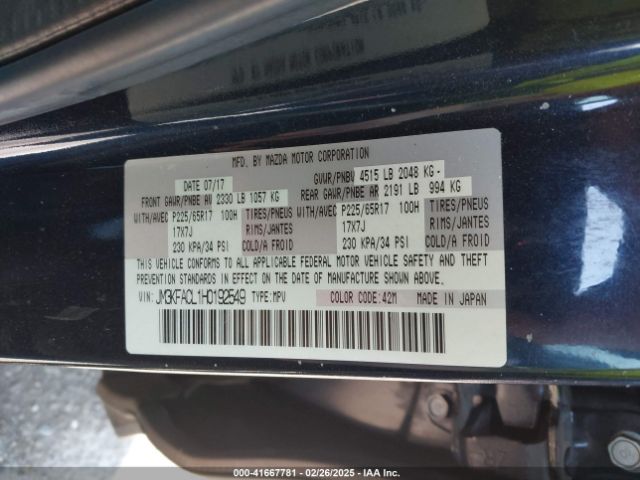 MFD. BY MAZDA MOTOR CORPORATION
DATE 07/17 GVWR/PNBV 4515 LB 2048 KG
FRONT GAWR/PNBE AV 2330 LB 1057 KG REAR GAWR/PNBE AR 2191 LB 994 KG
WITH/AVEC P225/65R17 100H TIRES/PNEUS WITH/AVEC P225/65R17 100H TIRES/PNEUS
17X7J RIMS/JANTES 17X7J RIMS/JANTES
230 KPA/34 PSI COLD/A FROID 230 KPA/34 PSI COLD/A FROID
THIS VEHICLE CONFORMS TO ALL APPLICABLE FEDERAL MOTOR VEHICLE SAFETY AND THEFT
PREVENTION STANDARDS IN EFFECT ON THE DATE OF MANUFACTURE SHOWN ABOVE.
VIN: JM3KFACL1H0192549 TYPE: MPV COLOR CODE: 42M MADE IN JAPAN
000-41667781 – 02/26/2025 – IAA Inc.